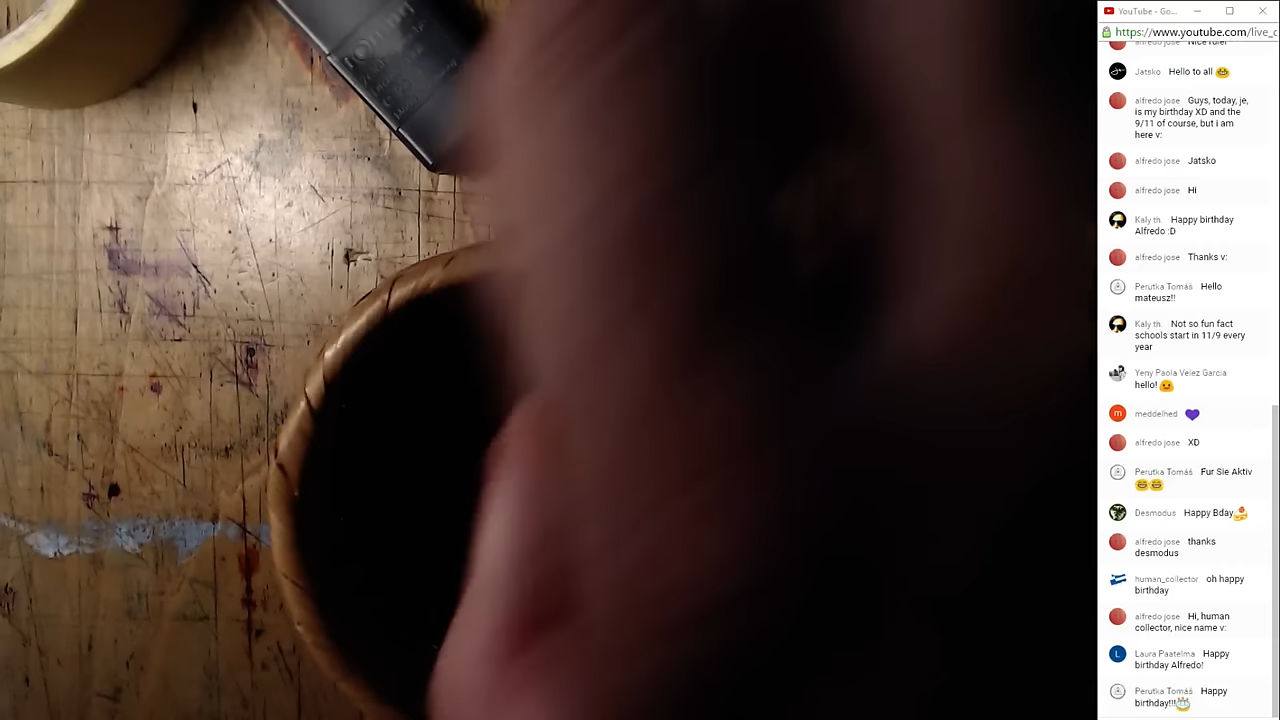 YouTube - Go...
https://www.youtube.com/live_c
alfredo jose Nice ruler
Jatsko Hello to all
alfredo jose Guys, today, je,
is my birthday XD and the
9/11 of course, but i am
here v:
alfredo jose Jatsko
alfredo jose Hi
Kaly th. Happy birthday
Alfredo :D
alfredo jose Thanks v:
Perutka Tomáš Hello
mateusz!!
Kaly th. Not so fun fact
schools start in 11/9 every
year
Yeny Paola Velez Garcia
hello!
meddelhed
alfredo jose XD
Perutka Tomáš Fur Sie Aktiv
Desmodus Happy Bday
alfredo jose thanks
desmodus
human_collector oh happy
birthday
alfredo jose Hi, human
collector, nice name v:
Laura Paatelma Happy
birthday Alfredo!
Perutka Tomáš Happy
birthday!!!